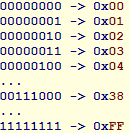 00000000 -> 0x00
00000001 -> 0x01
00000010 -> 0x02
00000011 -> 0x03
00000100 -> 0x04
...
00111000 -> 0x38
...
11111111 -> 0xFF